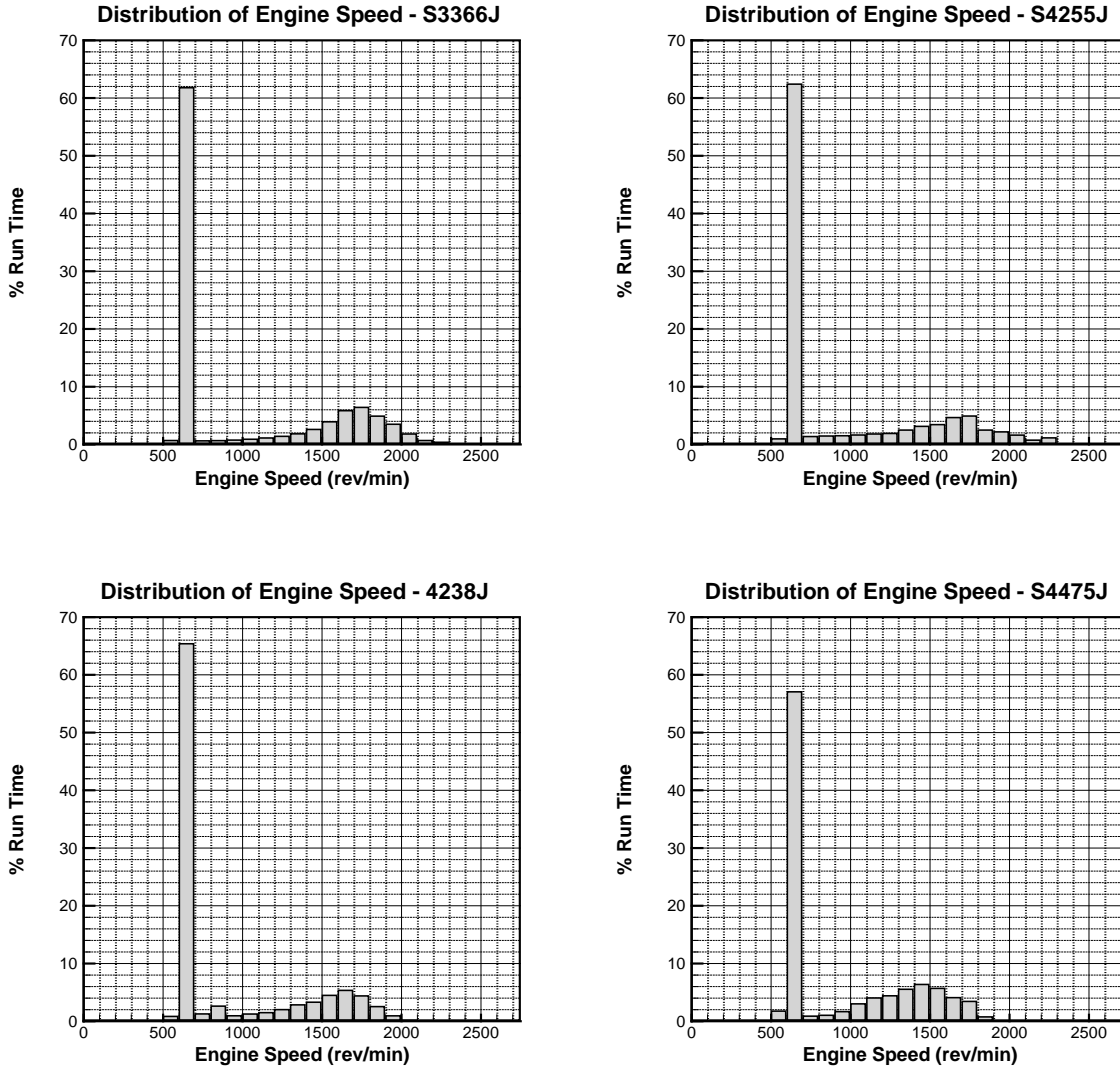 Distribution of Engine Speed - S3366J
70
60
50
40
30
20
10
0
% Run Time
0 500 1000 1500 2000 2500
Engine Speed (rev/min)
Distribution of Engine Speed - S4255J
70
60
50
40
30
20
10
0
% Run Time
0 500 1000 1500 2000 2500
Engine Speed (rev/min)
Distribution of Engine Speed - 4238J
70
60
50
40
30
20
10
0
% Run Time
0 500 1000 1500 2000 2500
Engine Speed (rev/min)
Distribution of Engine Speed - S4475J
70
60
50
40
30
20
10
0
% Run Time
0 500 1000 1500 2000 2500
Engine Speed (rev/min)